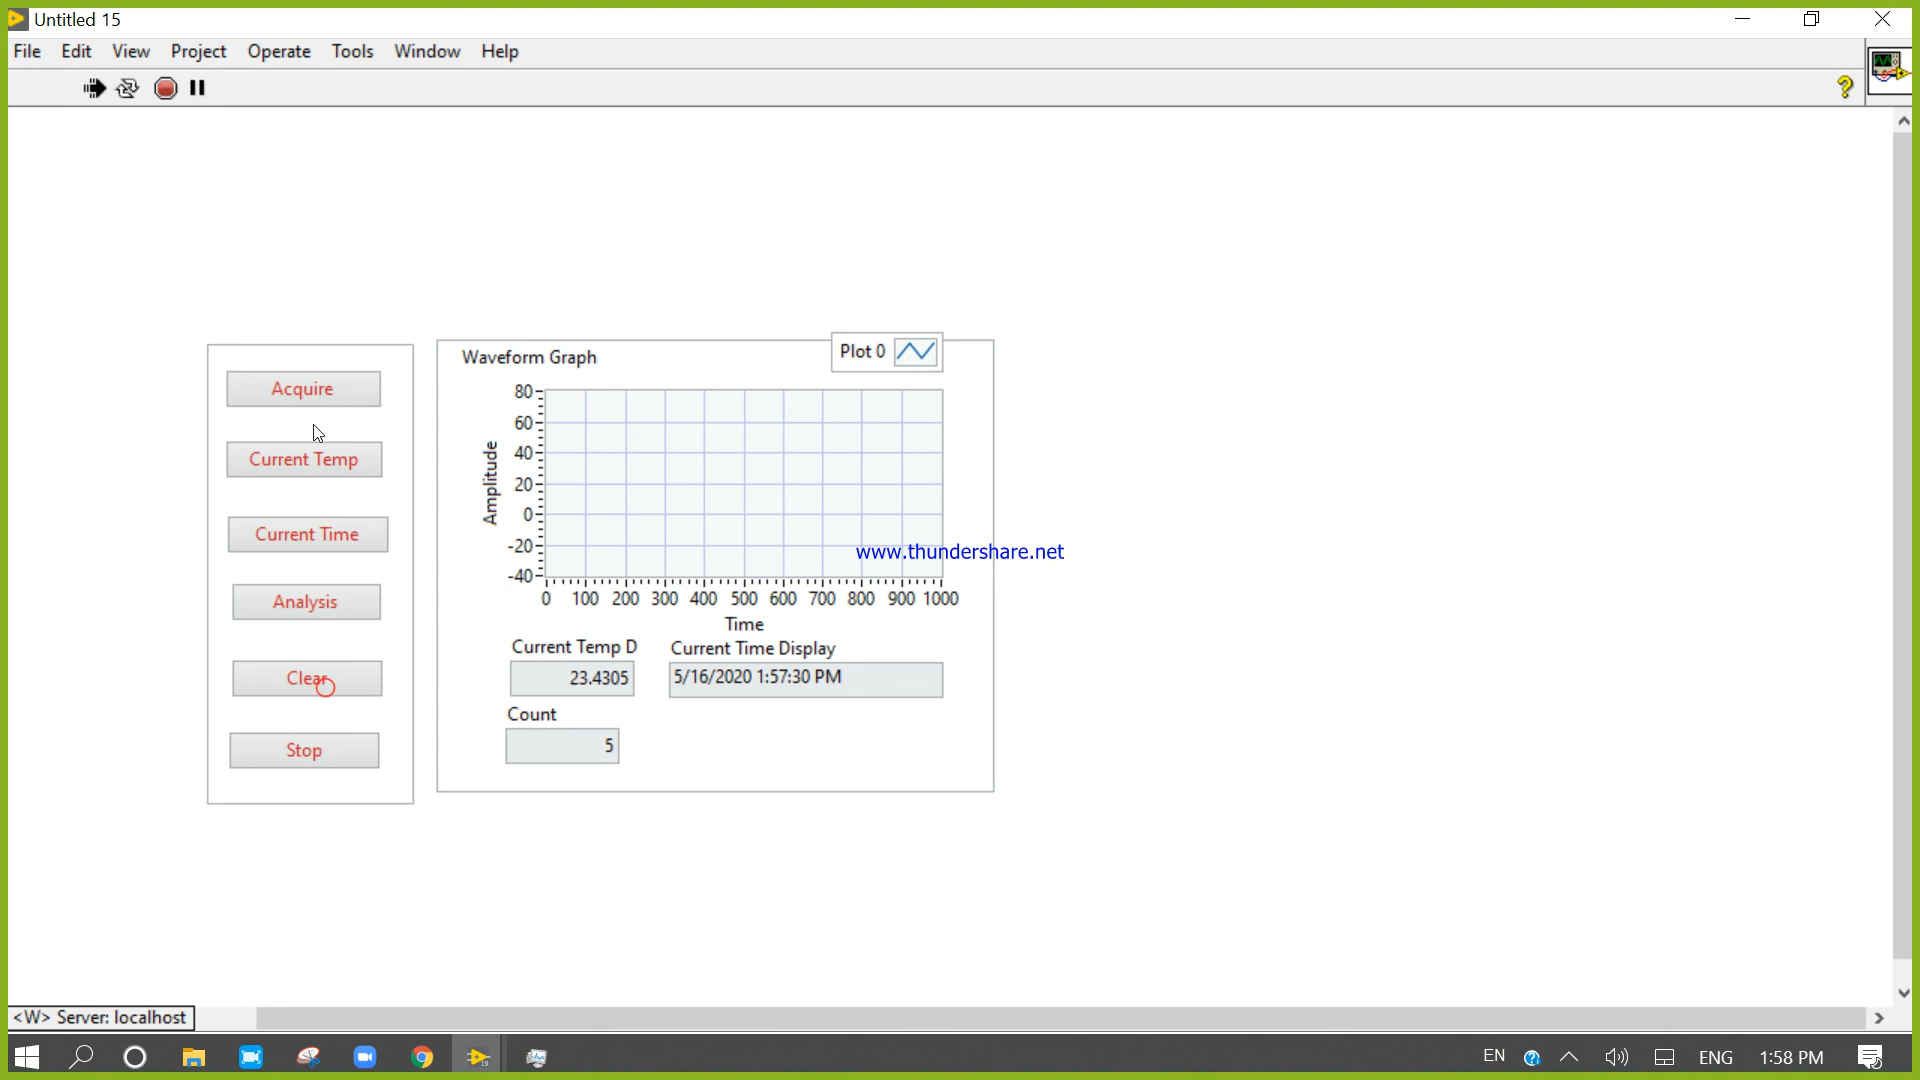 Untitled 15
File Edit View Project Operate Tools Window Help
Acquire
Current Temp
Current Time
Analysis
Clear
Stop
Waveform Graph
Plot 0
Amplitude
80
60
40
20
0
-20
-40
0 100 200 300 400 500 600 700 800 900 1000
Time
www.thundershare.net
Current Temp D
23.4305
Current Time Display
5/16/2020 1:57:30 PM
Count
5
<W> Server: localhost
EN ENG 1:58 PM